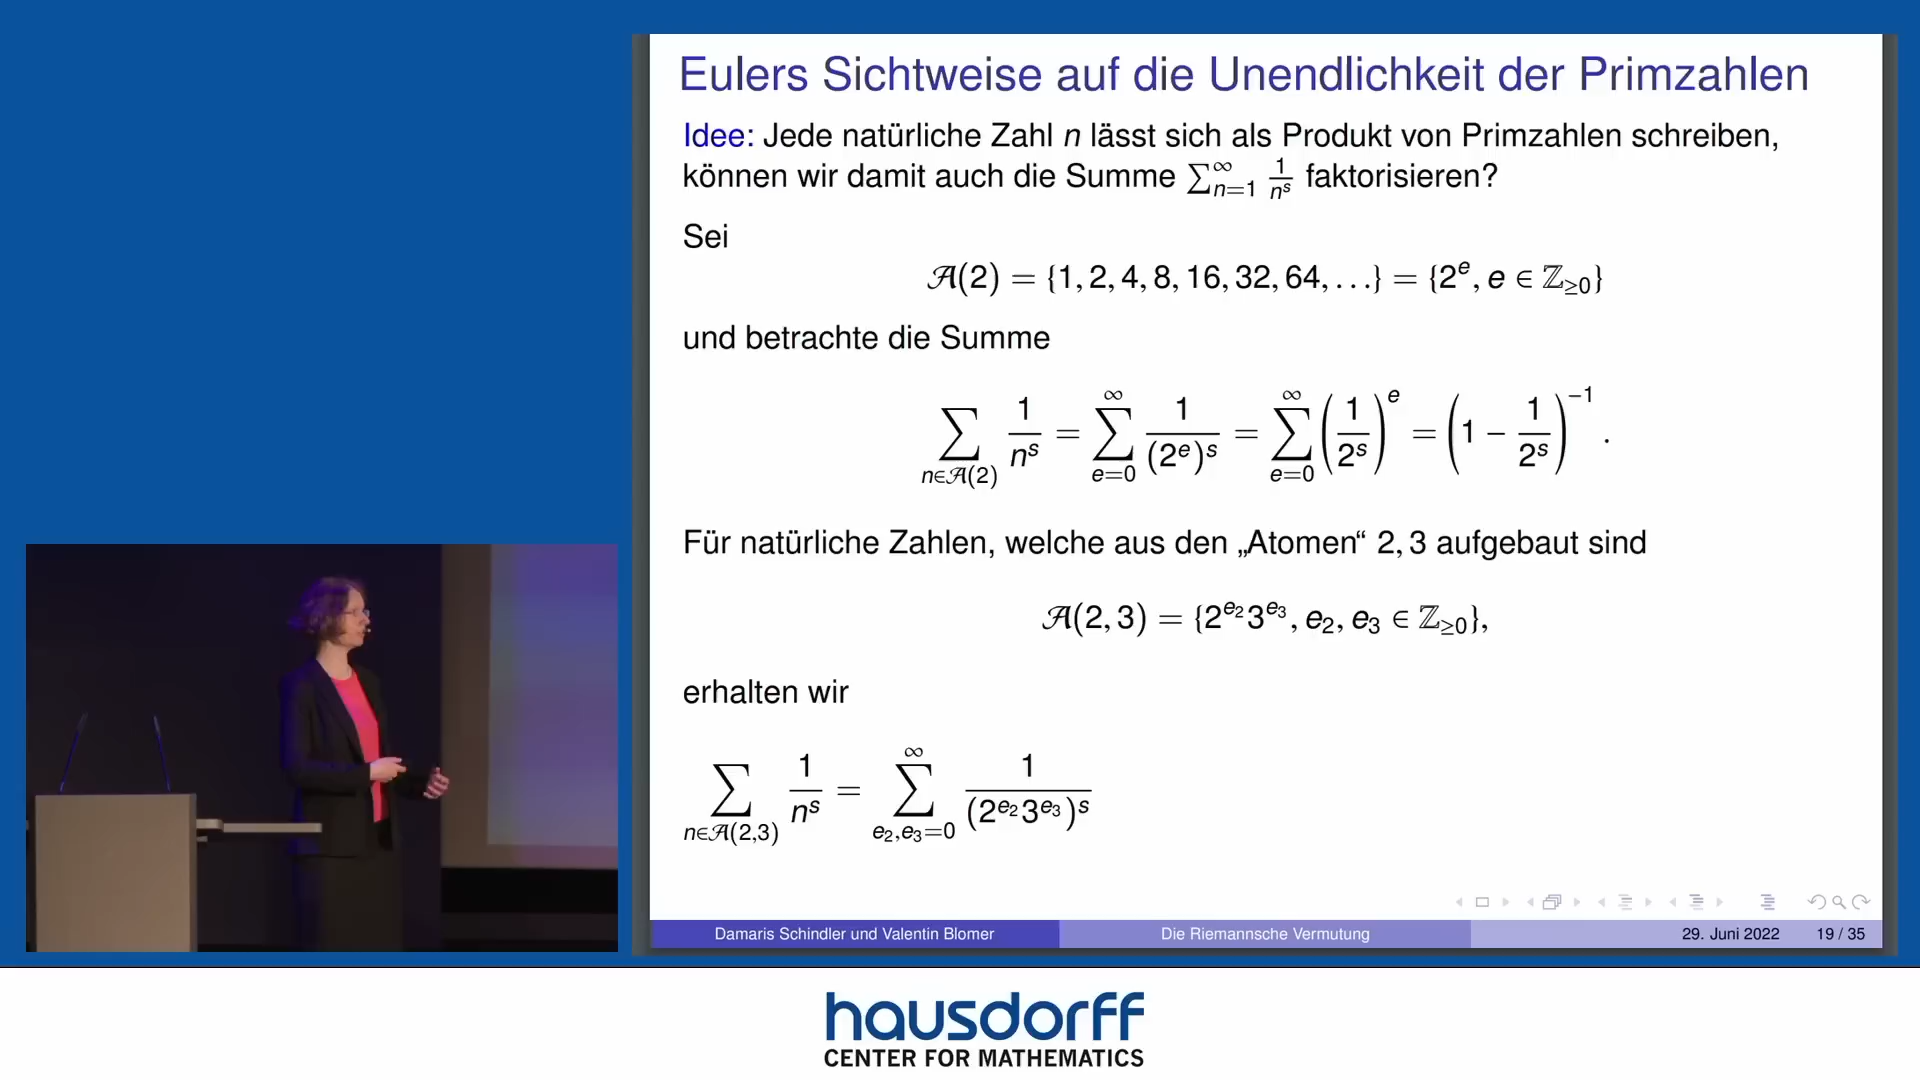 Eulers Sichtweise auf die Unendlichkeit der Primzahlen
Idee: Jede natürliche Zahl n lässt sich als Produkt von Primzahlen schreiben,
können wir damit auch die Summe ∑_{n=1}^{∞} 1/n^s faktorisieren?
Sei
𝒜(2) = {1, 2, 4, 8, 16, 32, 64, . . .} = {2^e, e ∈ ℤ_{≥0}}
und betrachte die Summe
∑_{n∈𝒜(2)} 1/n^s = ∑_{e=0}^{∞} 1/(2^e)^s = ∑_{e=0}^{∞} (1/2^s)^e = (1 − 1/2^s)^{−1} .
Für natürliche Zahlen, welche aus den „Atomen“ 2, 3 aufgebaut sind
𝒜(2, 3) = {2^{e_2}3^{e_3}, e_2, e_3 ∈ ℤ_{≥0}},
erhalten wir
∑_{n∈𝒜(2,3)} 1/n^s = ∑_{e_2,e_3=0}^{∞} 1/(2^{e_2}3^{e_3})^s
Damaris Schindler und Valentin Blomer
Die Riemannsche Vermutung
29. Juni 2022
19 / 35
hausdorff
CENTER FOR MATHEMATICS